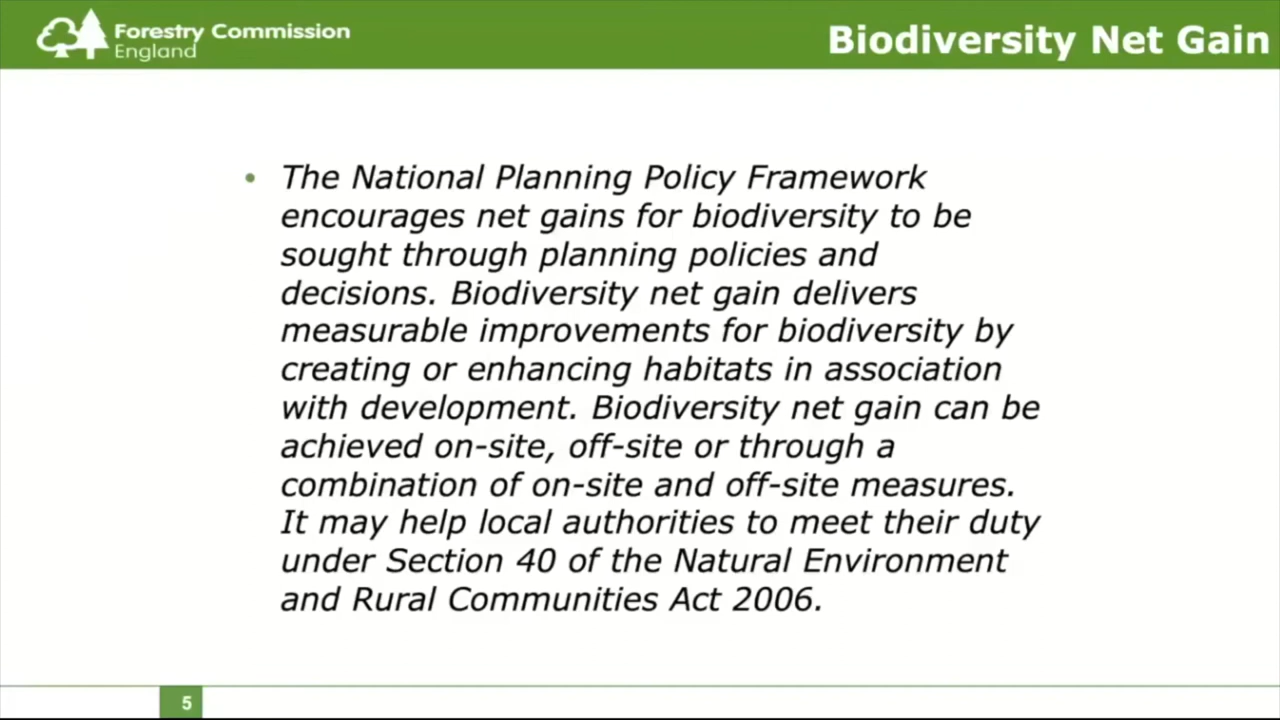 Forestry Commission
England
Biodiversity Net Gain
• The National Planning Policy Framework
encourages net gains for biodiversity to be
sought through planning policies and
decisions. Biodiversity net gain delivers
measurable improvements for biodiversity by
creating or enhancing habitats in association
with development. Biodiversity net gain can be
achieved on-site, off-site or through a
combination of on-site and off-site measures.
It may help local authorities to meet their duty
under Section 40 of the Natural Environment
and Rural Communities Act 2006.
5